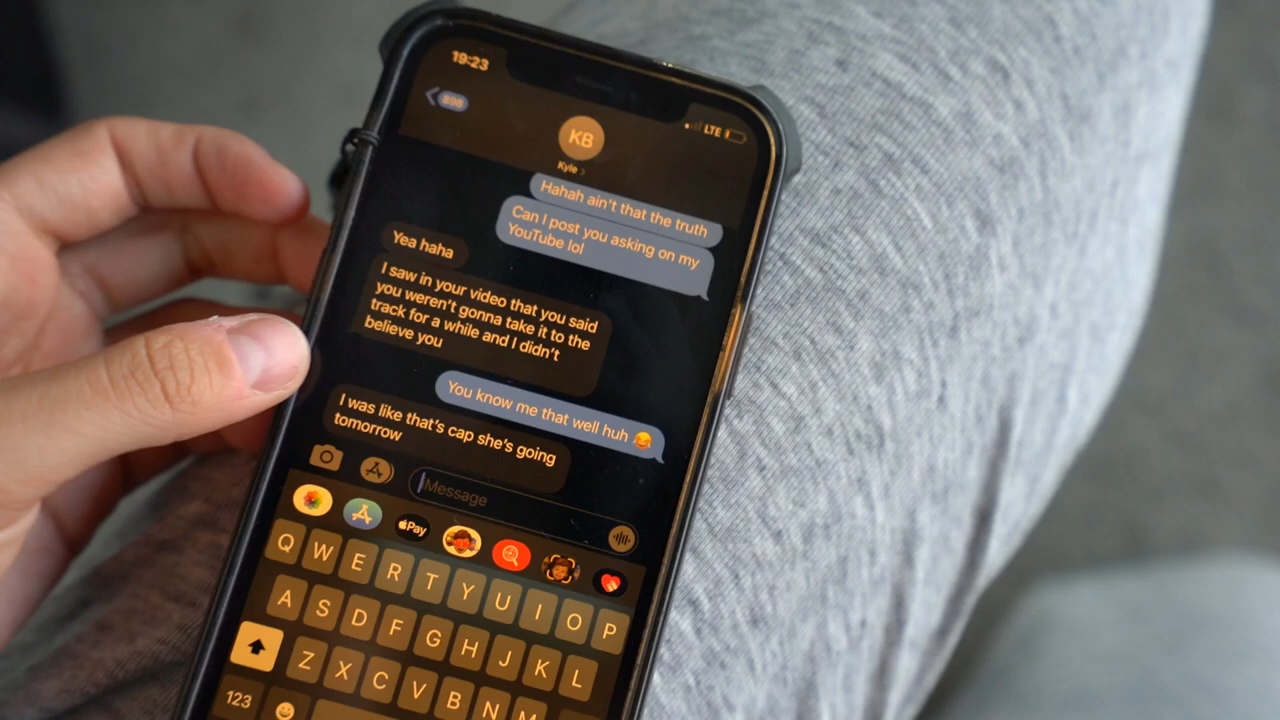 19:23
898
LTE
KB
Kyle
Hahah ain't that the truth
Can I post you asking on my
YouTube lol
Yea haha
I saw in your video that you said
you weren't gonna take it to the
track for a while and I didn't
believe you
You know me that well huh 😂
I was like that's cap she's going
tomorrow
Message
Pay
Q W E R T Y U I O P
A S D F G H J K L
Z X C V B N M
123